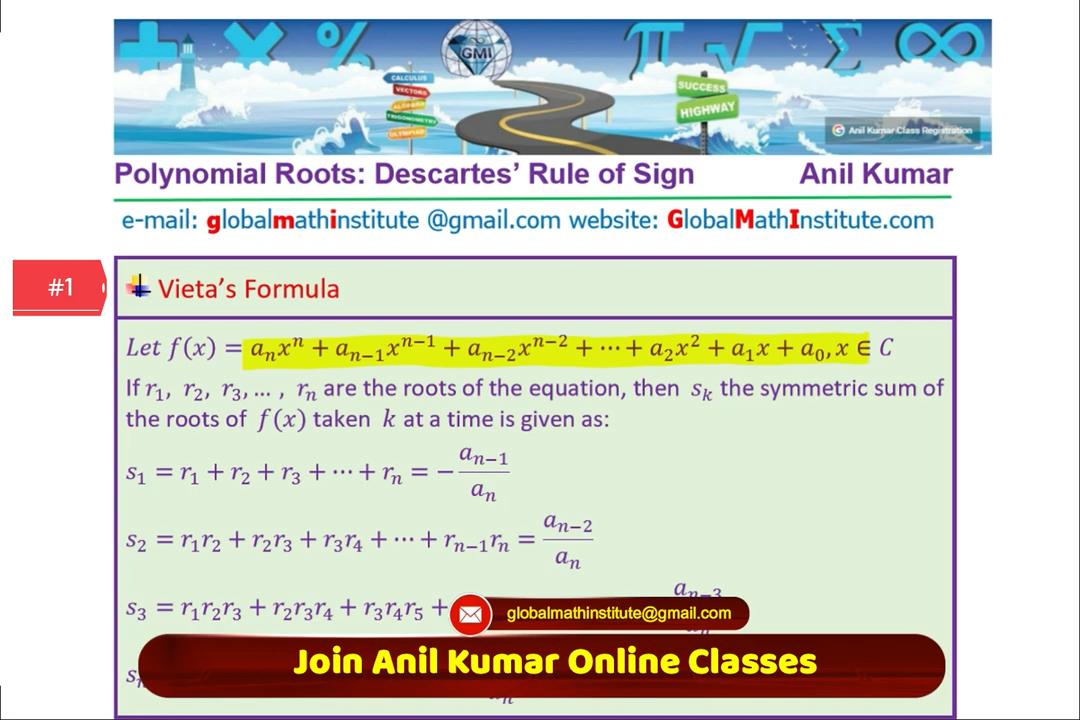 GMI
CALCULUS
VECTORS
ALGEBRA
TRIGONOMETRY
OLYMPIAD
SUCCESS
HIGHWAY
G Anil Kumar Class Registration
Polynomial Roots: Descartes’ Rule of Sign Anil Kumar
e-mail: globalmathinstitute @gmail.com website: GlobalMathInstitute.com
#1
Vieta’s Formula
Let f(x) = aₙxⁿ + aₙ₋₁xⁿ⁻¹ + aₙ₋₂xⁿ⁻² + ⋯ + a₂x² + a₁x + a₀, x ∈ C
If r₁, r₂, r₃, … , rₙ are the roots of the equation, then sₖ the symmetric sum of
the roots of f(x) taken k at a time is given as:
s₁ = r₁ + r₂ + r₃ + ⋯ + rₙ = − aₙ₋₁ / aₙ
s₂ = r₁r₂ + r₂r₃ + r₃r₄ + ⋯ + rₙ₋₁rₙ = aₙ₋₂ / aₙ
s₃ = r₁r₂r₃ + r₂r₃r₄ + r₃r₄r₅ + aₙ₋₃
globalmathinstitute@gmail.com
Join Anil Kumar Online Classes